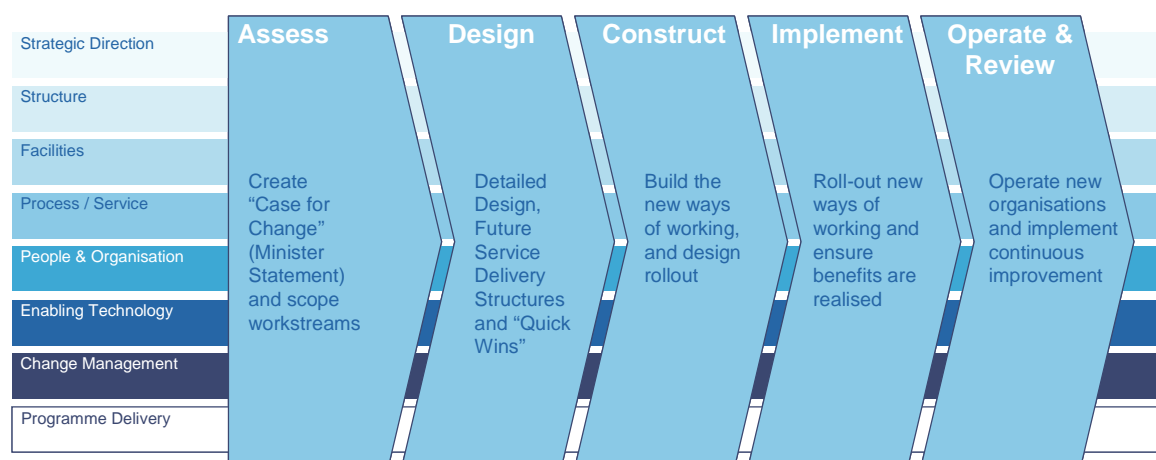 Strategic Direction
Structure
Facilities
Process / Service
People & Organisation
Enabling Technology
Change Management
Programme Delivery
Assess
Create
“Case for
Change”
(Minister
Statement)
and scope
workstreams
Design
Detailed
Design,
Future
Service
Delivery
Structures
and “Quick
Wins”
Construct
Build the
new ways
of working,
and design
rollout
Implement
Roll-out new
ways of
working and
ensure
benefits are
realised
Operate &
Review
Operate new
organisations
and implement
continuous
improvement